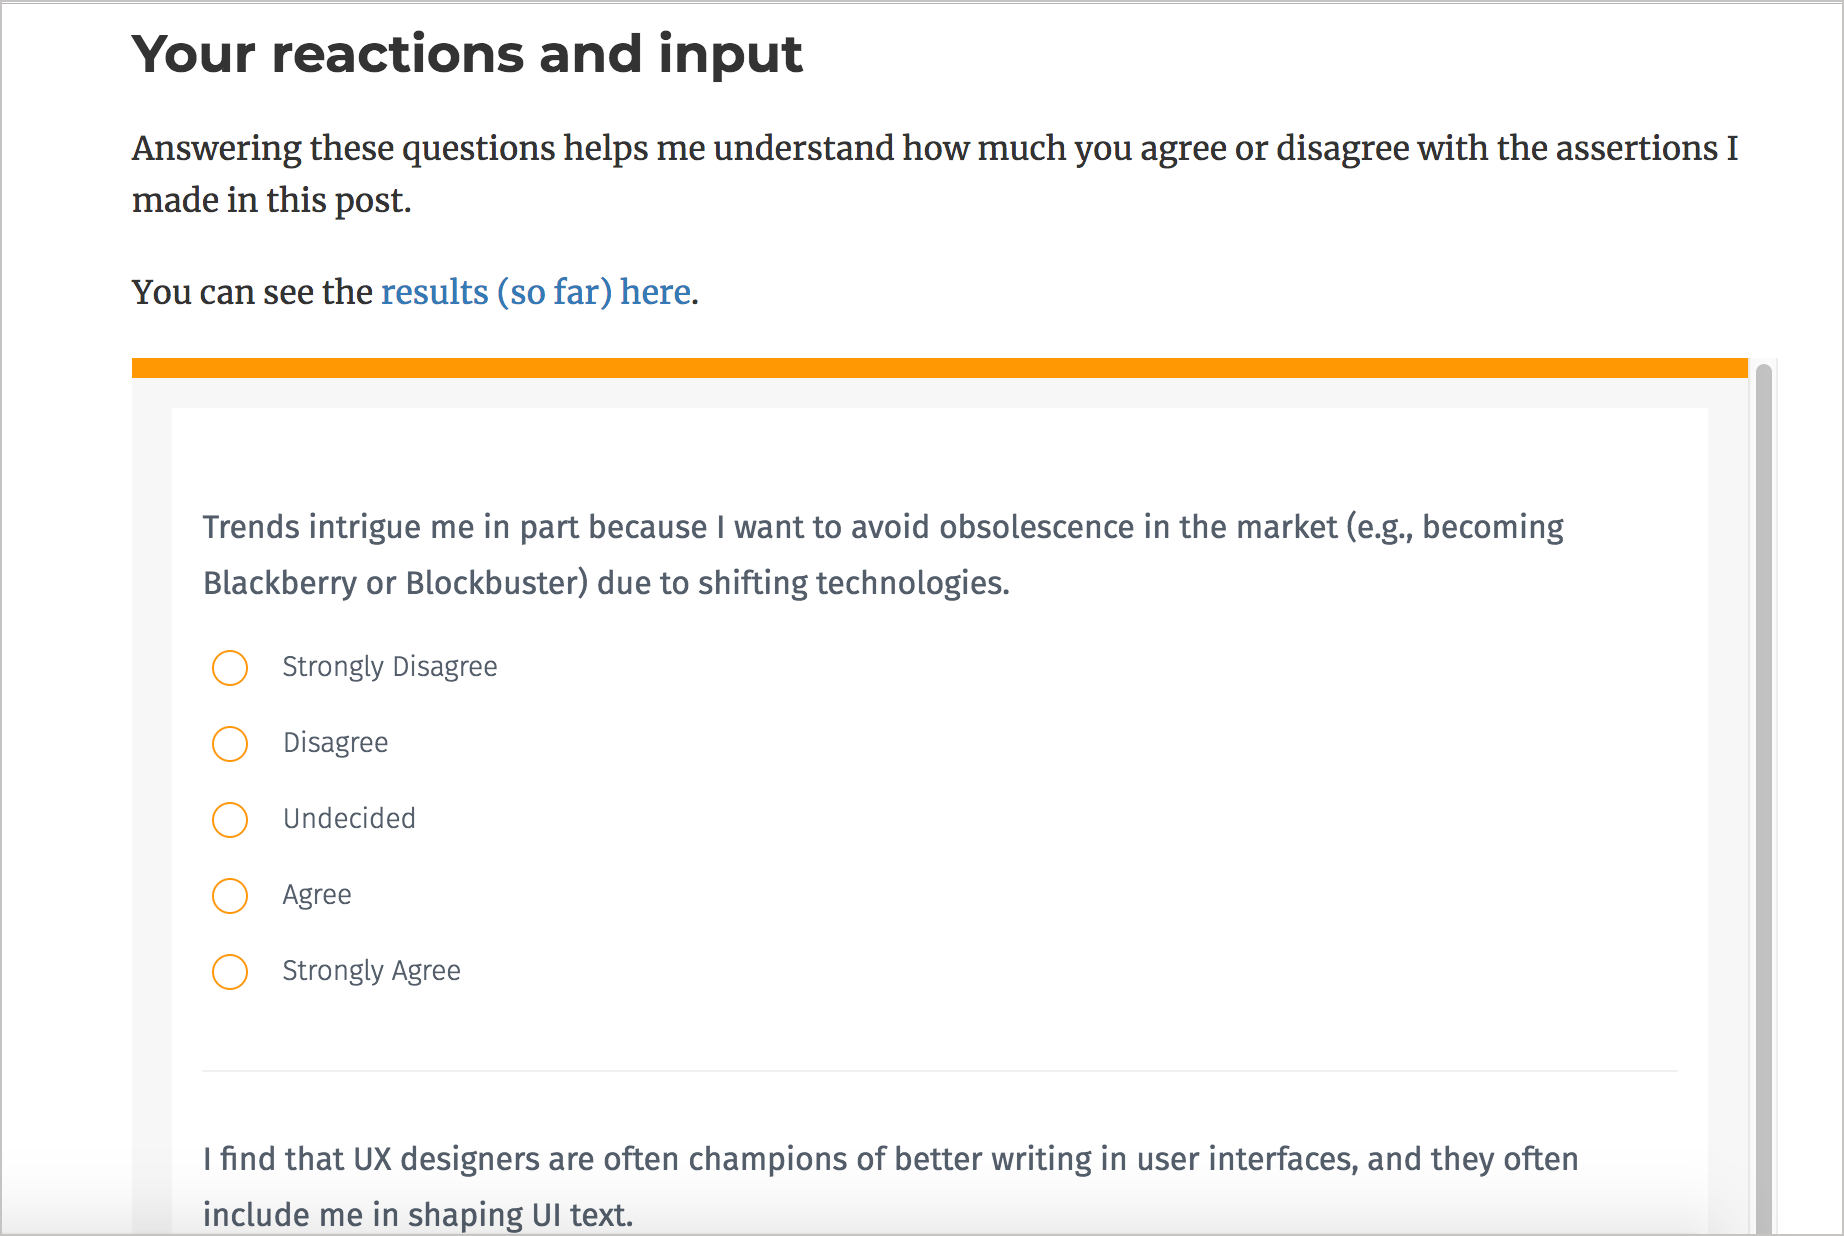 Your reactions and input
Answering these questions helps me understand how much you agree or disagree with the assertions I
made in this post.
You can see the results (so far) here.
Trends intrigue me in part because I want to avoid obsolescence in the market (e.g., becoming
Blackberry or Blockbuster) due to shifting technologies.
Strongly Disagree
Disagree
Undecided
Agree
Strongly Agree
I find that UX designers are often champions of better writing in user interfaces, and they often
include me in shaping UI text.